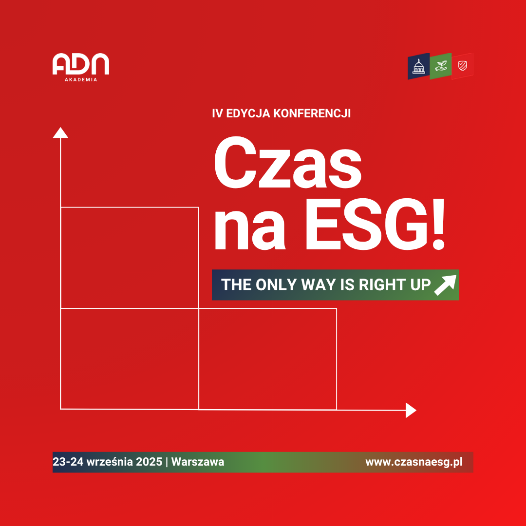 ADN
AKADEMIA
IV EDYCJA KONFERENCJI
Czas
na ESG!
THE ONLY WAY IS RIGHT UP
23-24 września 2025 | Warszawa
www.czasnaesg.pl